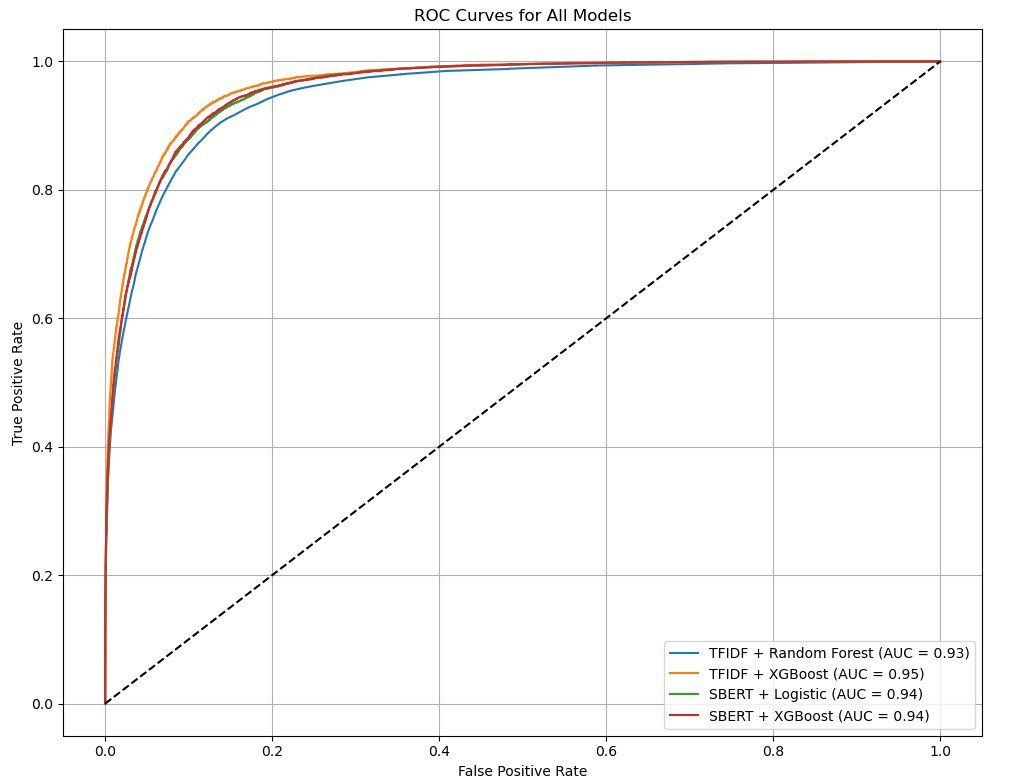 ROC Curves for All Models
1.0
0.8
0.6
0.4
0.2
0.0
True Positive Rate
0.0 0.2 0.4 0.6 0.8 1.0
False Positive Rate
TFIDF + Random Forest (AUC = 0.93)
TFIDF + XGBoost (AUC = 0.95)
SBERT + Logistic (AUC = 0.94)
SBERT + XGBoost (AUC = 0.94)